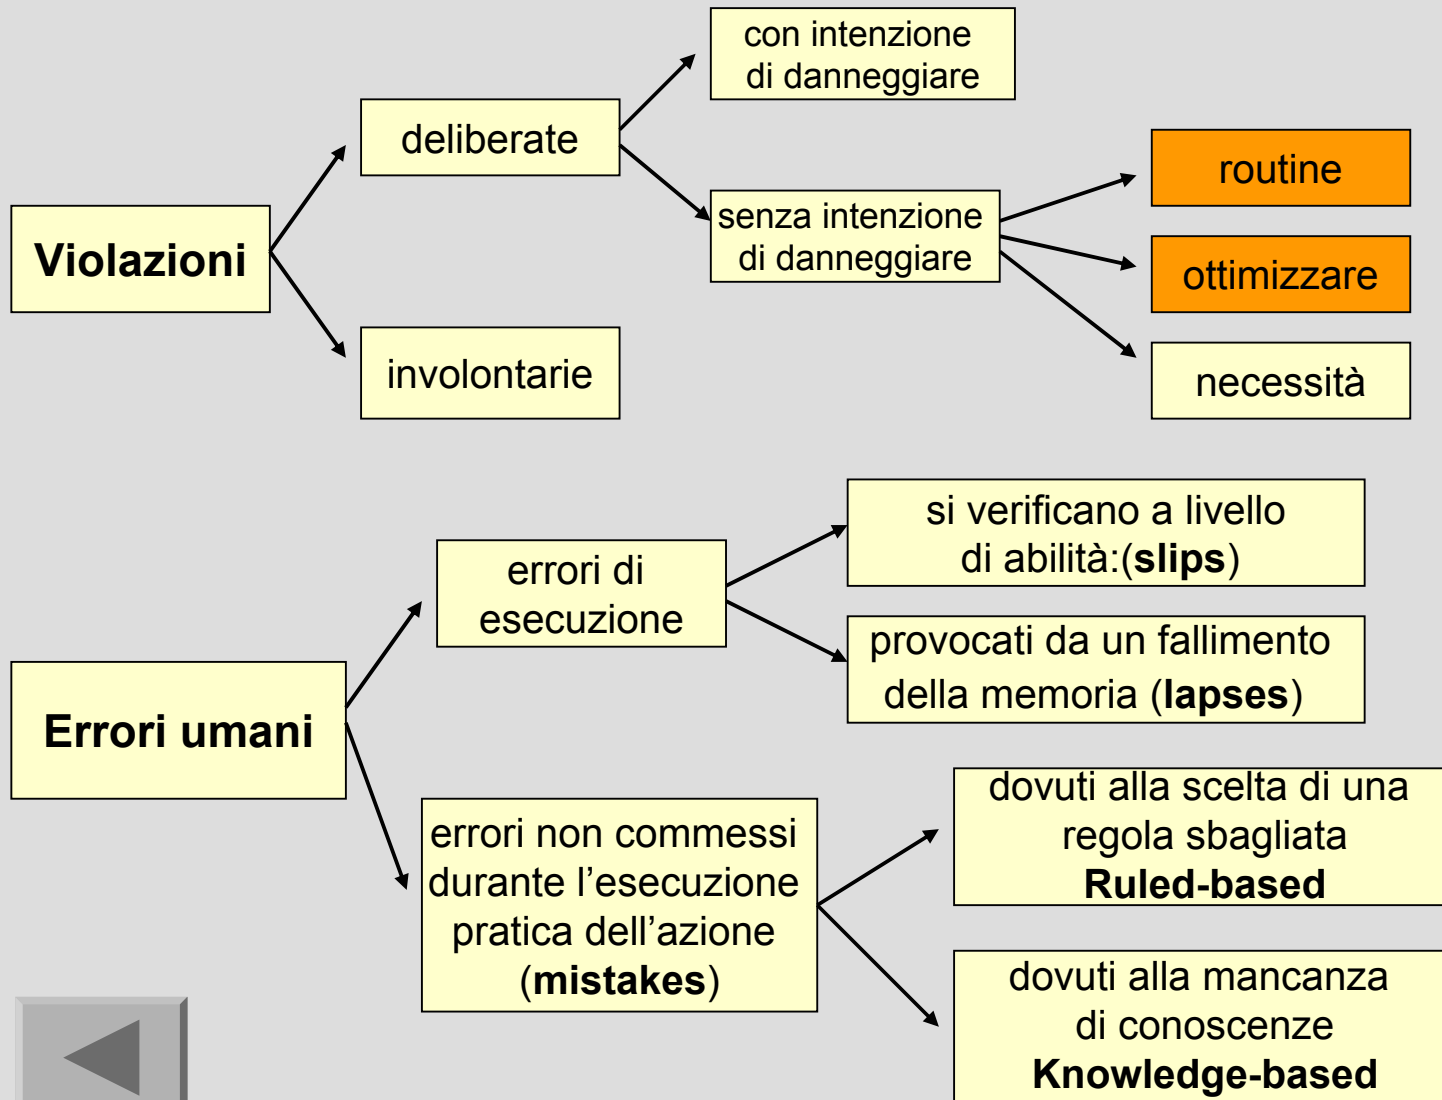 con intenzione
di danneggiare
deliberate
routine
senza intenzione
di danneggiare
Violazioni
ottimizzare
involontarie
necessità
si verificano a livello
di abilità:(slips)
errori di
esecuzione
provocati da un fallimento
della memoria (lapses)
Errori umani
dovuti alla scelta di una
regola sbagliata
Ruled-based
errori non commessi
durante l’esecuzione
pratica dell’azione
(mistakes)
dovuti alla mancanza
di conoscenze
Knowledge-based